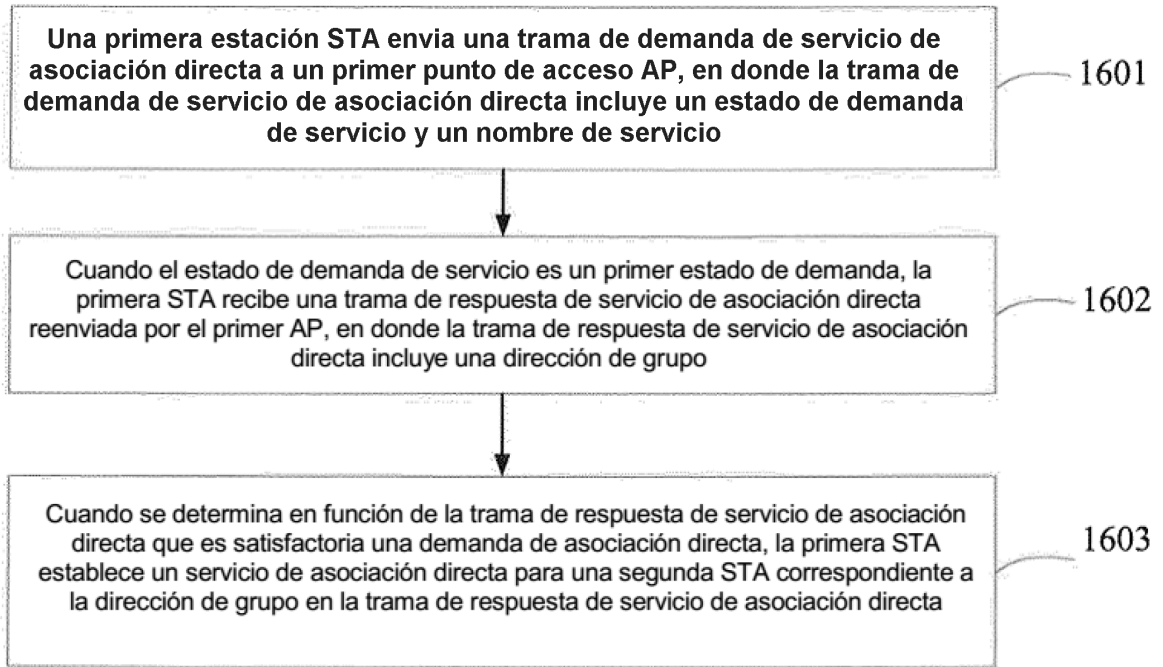 Una primera estación STA envia una trama de demanda de servicio de
asociación directa a un primer punto de acceso AP, en donde la trama de
demanda de servicio de asociación directa incluye un estado de demanda
de servicio y un nombre de servicio
1601
Cuando el estado de demanda de servicio es un primer estado de demanda, la
primera STA recibe una trama de respuesta de servicio de asociación directa
reenviada por el primer AP, en donde la trama de respuesta de servicio de asociación
directa incluye una dirección de grupo
1602
Cuando se determina en función de la trama de respuesta de servicio de asociación
directa que es satisfactoria una demanda de asociación directa, la primera STA
establece un servicio de asociación directa para una segunda STA correspondiente a
la dirección de grupo en la trama de respuesta de servicio de asociación directa
1603